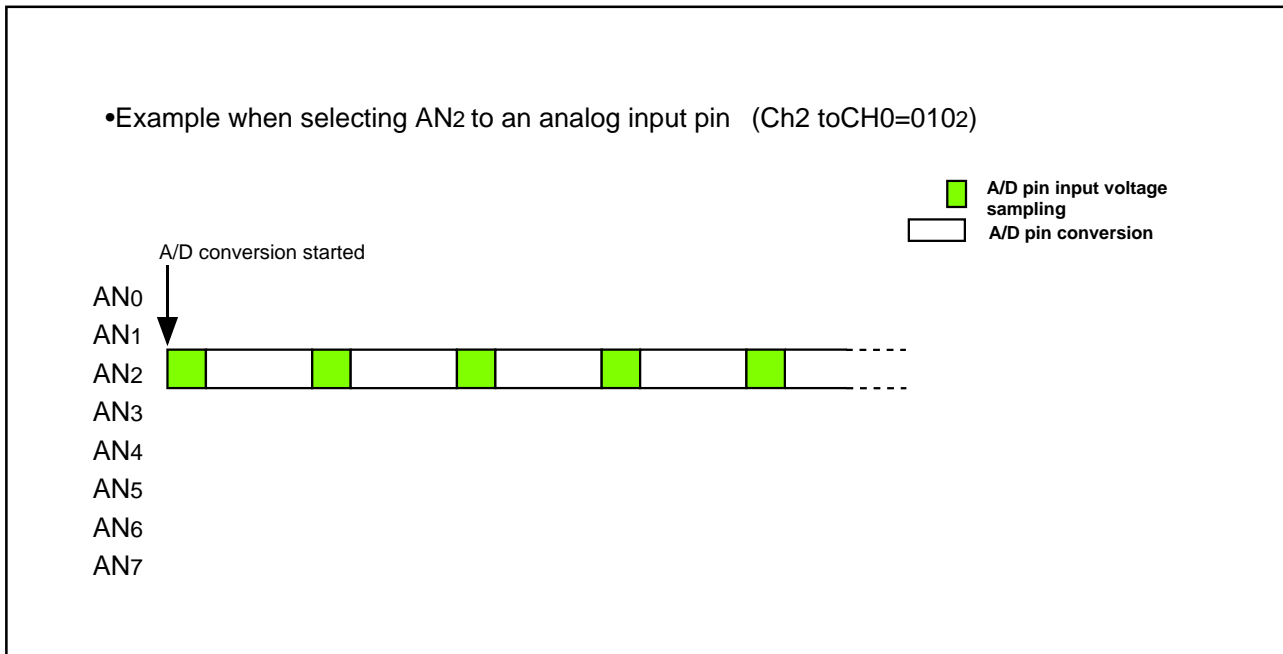 •Example when selecting AN2 to an analog input pin (Ch2 toCH0=0102)
A/D pin input voltage
sampling
A/D pin conversion
A/D conversion started
AN0
AN1
AN2
AN3
AN4
AN5
AN6
AN7